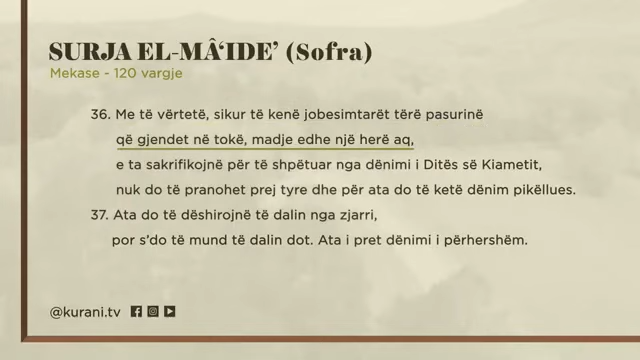 SURJA EL-MÂ‘IDE’ (Sofra)
Mekase - 120 vargje
36. Me të vërtetë, sikur të kenë jobesimtarët tërë pasurinë
që gjendet në tokë, madje edhe një herë aq,
e ta sakrifikojnë për të shpëtuar nga dënimi i Ditës së Kiametit,
nuk do të pranohet prej tyre dhe për ata do të ketë dënim pikëllues.
37. Ata do të dëshirojnë të dalin nga zjarri,
por s’do të mund të dalin dot. Ata i pret dënimi i përhershëm.
@kurani.tv